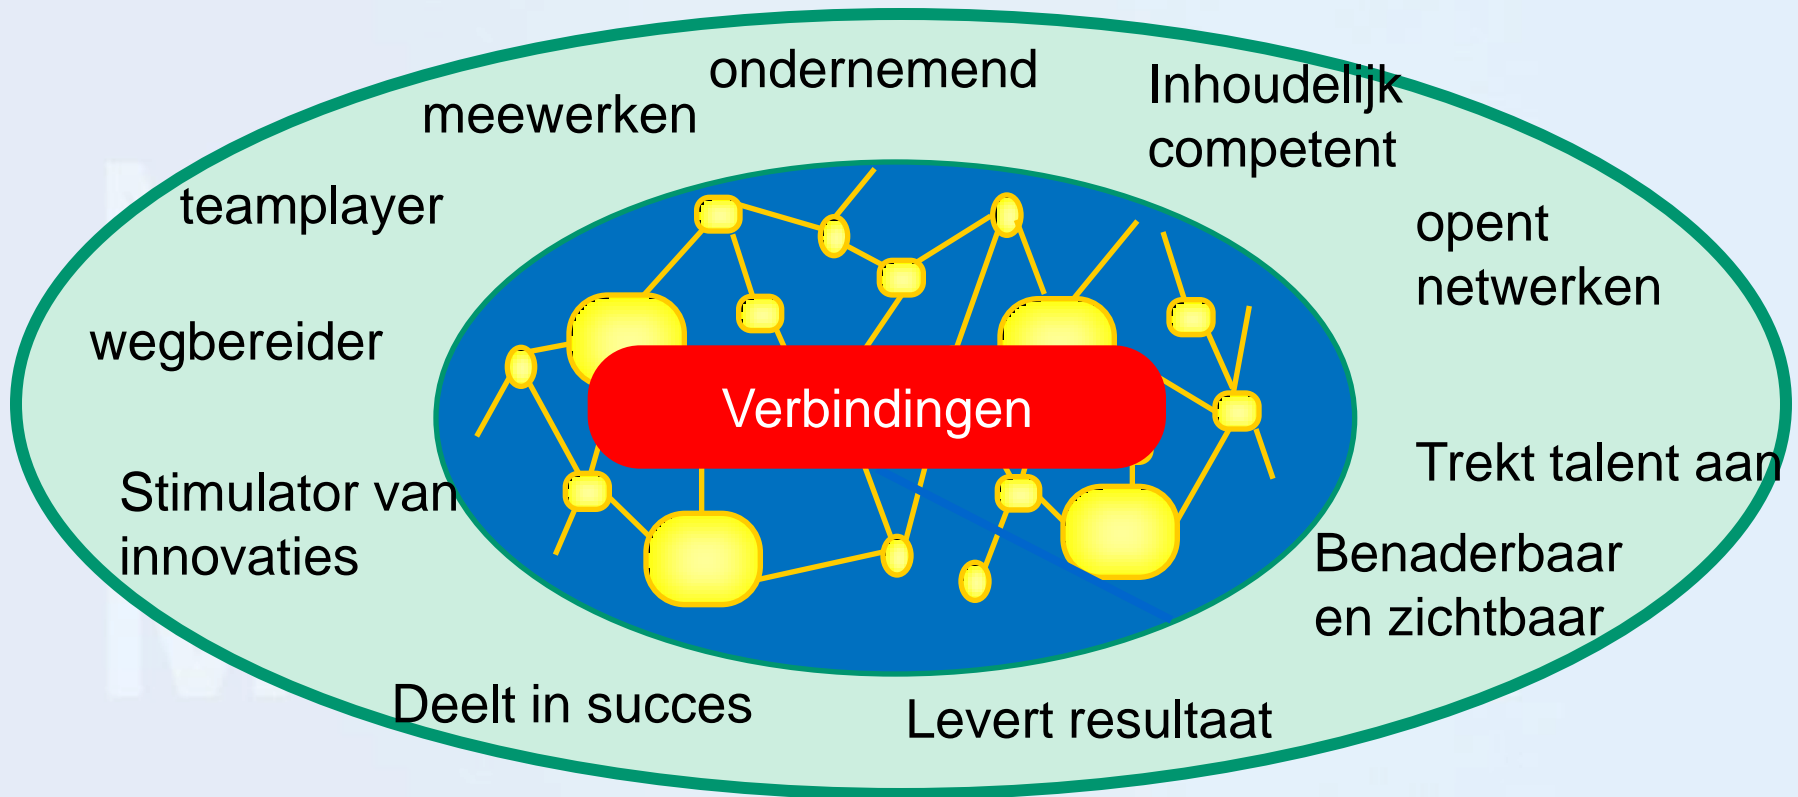 ondernemend
meewerken
Inhoudelijk
competent
teamplayer
opent
netwerken
wegbereider
Verbindingen
Trekt talent aan
Stimulator van
innovaties
Benaderbaar
en zichtbaar
Deelt in succes
Levert resultaat